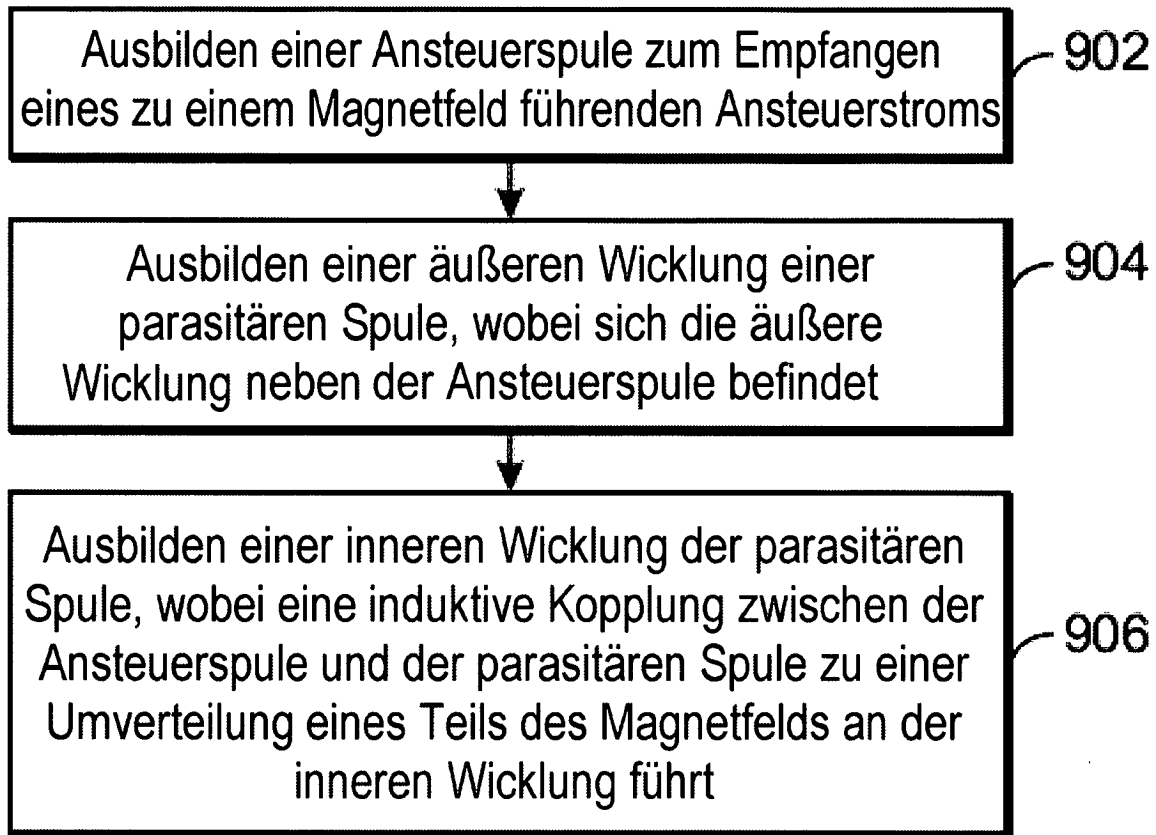 Ausbilden einer Ansteuerspule zum Empfangen
eines zu einem Magnetfeld führenden Ansteuerstroms
902
Ausbilden einer äußeren Wicklung einer
parasitären Spule, wobei sich die äußere
Wicklung neben der Ansteuerspule befindet
904
Ausbilden einer inneren Wicklung der parasitären
Spule, wobei eine induktive Kopplung zwischen der
Ansteuerspule und der parasitären Spule zu einer
Umverteilung eines Teils des Magnetfelds an der
inneren Wicklung führt
906